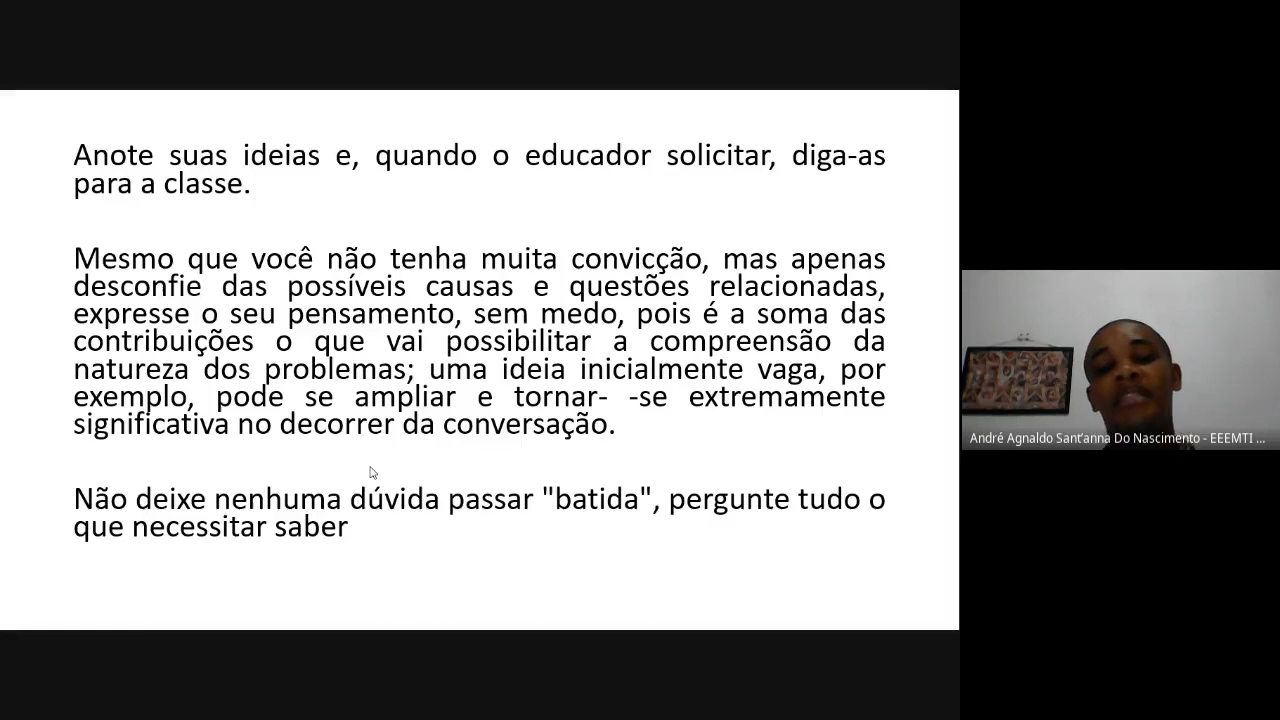 Anote suas ideias e, quando o educador solicitar, diga-as
para a classe.
Mesmo que você não tenha muita convicção, mas apenas
desconfie das possíveis causas e questões relacionadas,
expresse o seu pensamento, sem medo, pois é a soma das
contribuições o que vai possibilitar a compreensão da
natureza dos problemas; uma ideia inicialmente vaga, por
exemplo, pode se ampliar e tornar- -se extremamente
significativa no decorrer da conversação.
Não deixe nenhuma dúvida passar "batida", pergunte tudo o
que necessitar saber
André Agnaldo Sant'anna Do Nascimento - EEEMTI ...